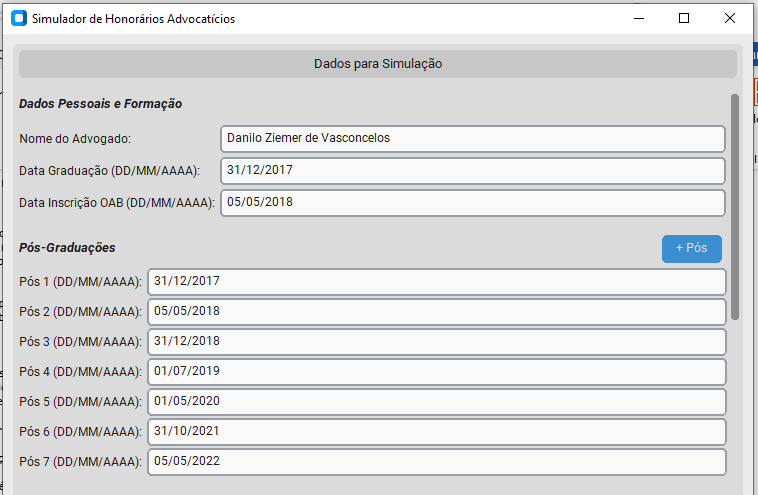 Simulador de Honorários Advocatícios
Dados para Simulação
Dados Pessoais e Formação
Nome do Advogado: Danilo Ziemer de Vasconcelos
Data Graduação (DD/MM/AAAA): 31/12/2017
Data Inscrição OAB (DD/MM/AAAA): 05/05/2018
Pós-Graduações + Pós
Pós 1 (DD/MM/AAAA): 31/12/2017
Pós 2 (DD/MM/AAAA): 05/05/2018
Pós 3 (DD/MM/AAAA): 31/12/2018
Pós 4 (DD/MM/AAAA): 01/07/2019
Pós 5 (DD/MM/AAAA): 01/05/2020
Pós 6 (DD/MM/AAAA): 31/10/2021
Pós 7 (DD/MM/AAAA): 05/05/2022